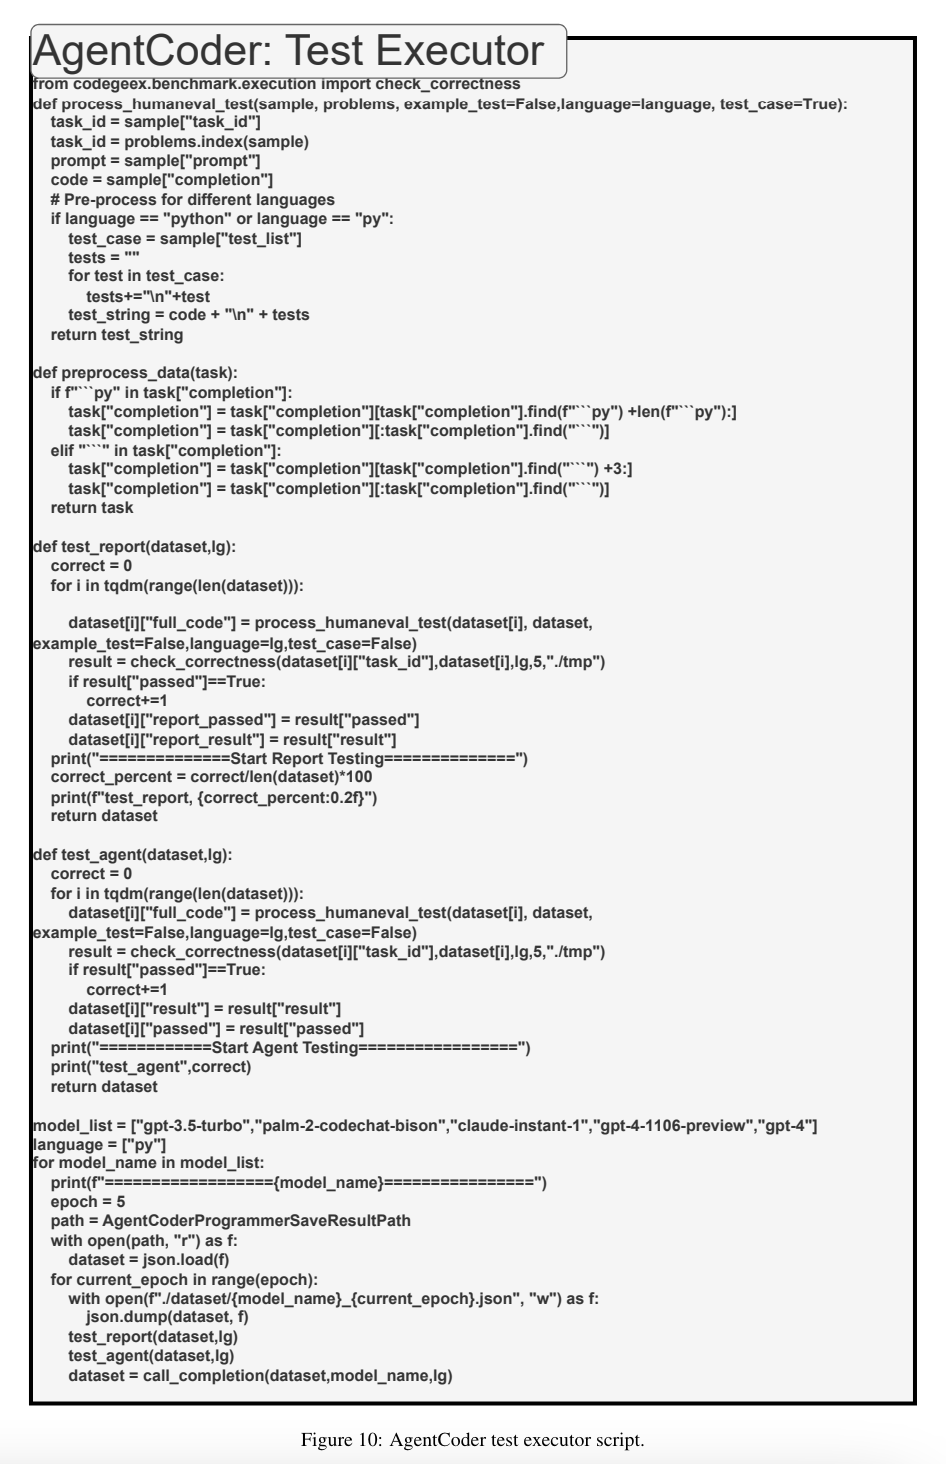 AgentCoder: Test Executor
from codegeex.benchmark.execution import check_correctness
def process_humaneval_test(sample, problems, example_test=False,language=language, test_case=True):
    task_id = sample["task_id"]
    task_id = problems.index(sample)
    prompt = sample["prompt"]
    code = sample["completion"]
    # Pre-process for different languages
    if language == "python" or language == "py":
        test_case = sample["test_list"]
        tests = ""
        for test in test_case:
            tests+="\n"+test
        test_string = code + "\n" + tests
    return test_string

def preprocess_data(task):
    if f"```py" in task["completion"]:
        task["completion"] = task["completion"][task["completion"].find(f"```py") +len(f"```py"):]
        task["completion"] = task["completion"][:task["completion"].find("```")]
    elif "```" in task["completion"]:
        task["completion"] = task["completion"][task["completion"].find("```") +3:]
        task["completion"] = task["completion"][:task["completion"].find("```")]
    return task

def test_report(dataset,lg):
    correct = 0
    for i in tqdm(range(len(dataset))):

        dataset[i]["full_code"] = process_humaneval_test(dataset[i], dataset,
example_test=False,language=lg,test_case=False)
        result = check_correctness(dataset[i]["task_id"],dataset[i],lg,5,"./tmp")
        if result["passed"]==True:
            correct+=1
        dataset[i]["report_passed"] = result["passed"]
        dataset[i]["report_result"] = result["result"]
    print("==============Start Report Testing==============")
    correct_percent = correct/len(dataset)*100
    print(f"test_report, {correct_percent:0.2f}")
    return dataset

def test_agent(dataset,lg):
    correct = 0
    for i in tqdm(range(len(dataset))):
        dataset[i]["full_code"] = process_humaneval_test(dataset[i], dataset,
example_test=False,language=lg,test_case=False)
        result = check_correctness(dataset[i]["task_id"],dataset[i],lg,5,"./tmp")
        if result["passed"]==True:
            correct+=1
        dataset[i]["result"] = result["result"]
        dataset[i]["passed"] = result["passed"]
    print("============Start Agent Testing=================")
    print("test_agent",correct)
    return dataset

model_list = ["gpt-3.5-turbo","palm-2-codechat-bison","claude-instant-1","gpt-4-1106-preview","gpt-4"]
language = ["py"]
for model_name in model_list:
    print(f"=================={model_name}================")
    epoch = 5
    path = AgentCoderProgrammerSaveResultPath
    with open(path, "r") as f:
        dataset = json.load(f)
    for current_epoch in range(epoch):
        with open(f"./dataset/{model_name}_{current_epoch}.json", "w") as f:
            json.dump(dataset, f)
        test_report(dataset,lg)
        test_agent(dataset,lg)
        dataset = call_completion(dataset,model_name,lg)
Figure 10: AgentCoder test executor script.